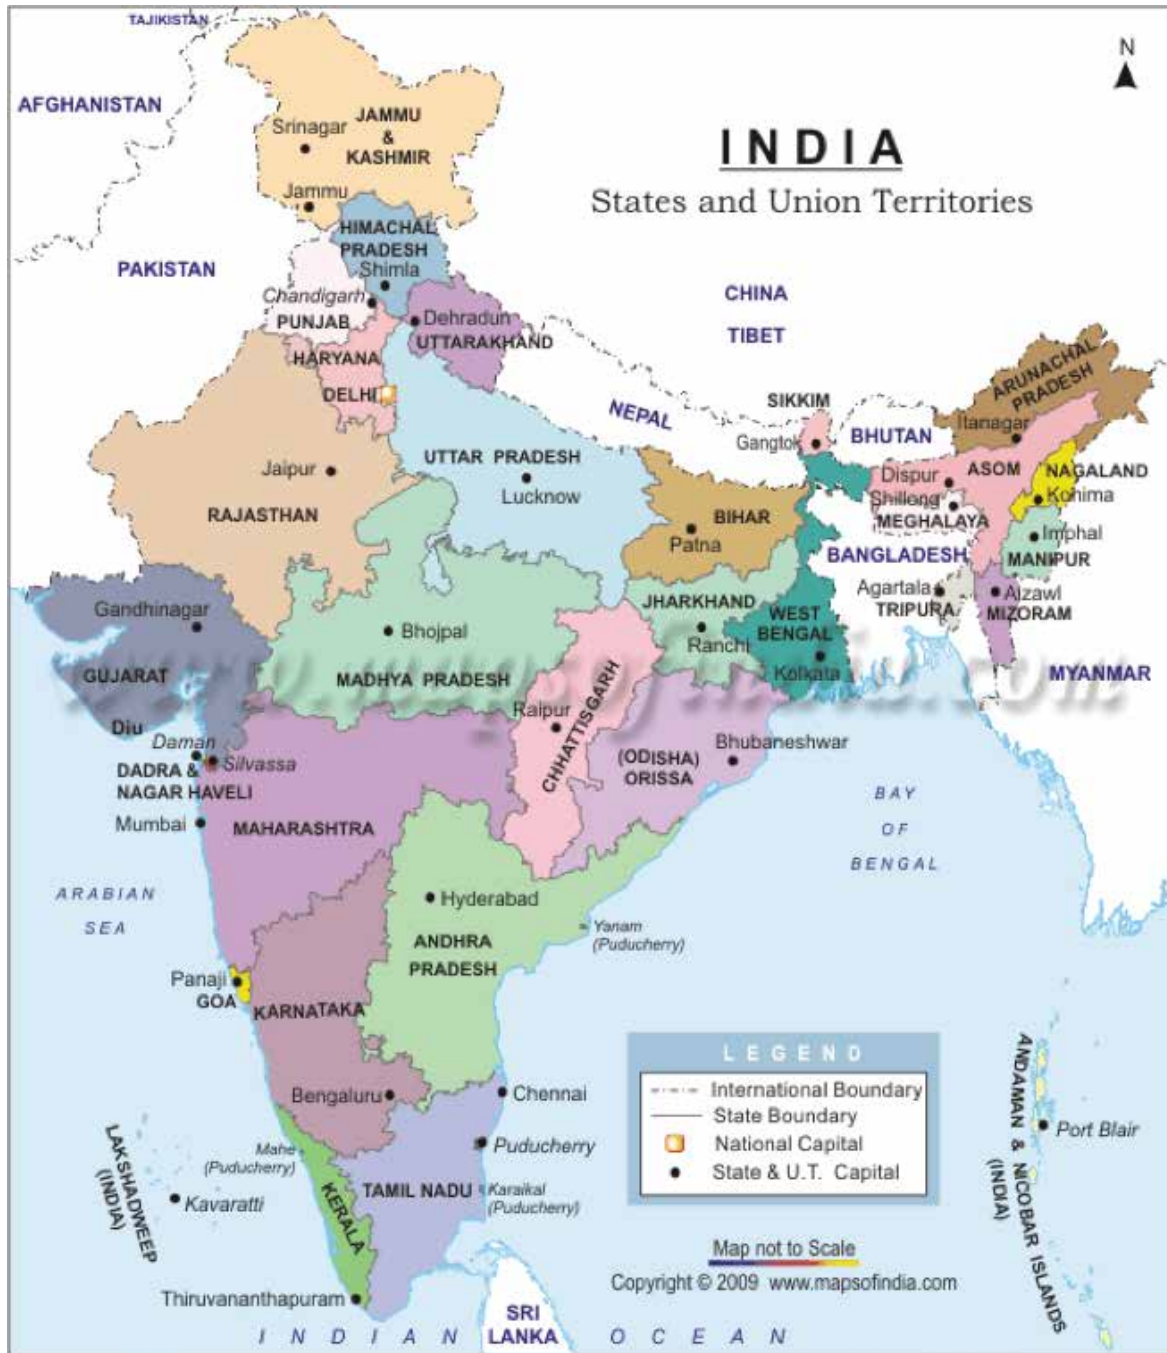 TAJIKISTAN
AFGHANISTAN
N
INDIA
States and Union Territories
JAMMU
&
KASHMIR
Srinagar
Jammu
HIMACHAL
PRADESH
Shimla
PAKISTAN
Chandigarh
PUNJAB
Dehradun
UTTARAKHAND
HARYANA
DELHI
CHINA
TIBET
NEPAL
SIKKIM
Gangtok
BHUTAN
ARUNACHAL
PRADESH
Itanagar
Dispur
ASOM
NAGALAND
Kohima
Shillong
MEGHALAYA
Imphal
MANIPUR
BANGLADESH
Agartala
TRIPURA
Aizawl
MIZORAM
MYANMAR
Jaipur
RAJASTHAN
UTTAR PRADESH
Lucknow
BIHAR
Patna
JHARKHAND
Ranchi
WEST
BENGAL
Kolkata
Gandhinagar
GUJARAT
Diu
Daman
Silvassa
DADRA &
NAGAR HAVELI
Mumbai
Bhojpal
MADHYA PRADESH
www.mapsofindia.com
Raipur
CHHATTISGARH
(ODISHA)
ORISSA
Bhubaneshwar
MAHARASHTRA
BAY
OF
BENGAL
ARABIAN
SEA
Hyderabad
ANDHRA
PRADESH
Yanam
(Puducherry)
Panaji
GOA
KARNATAKA
Bengaluru
Chennai
Mahe
(Puducherry)
Puducherry
TAMIL NADU
Karaikal
(Puducherry)
KERALA
Thiruvananthapuram
LAKSHADWEEP
(INDIA)
Kavaratti
LEGEND
International Boundary
State Boundary
National Capital
State & U.T. Capital
Map not to Scale
Copyright © 2009 www.mapsofindia.com
ANDAMAN & NICOBAR ISLANDS
(INDIA)
Port Blair
SRI
LANKA
INDIAN OCEAN